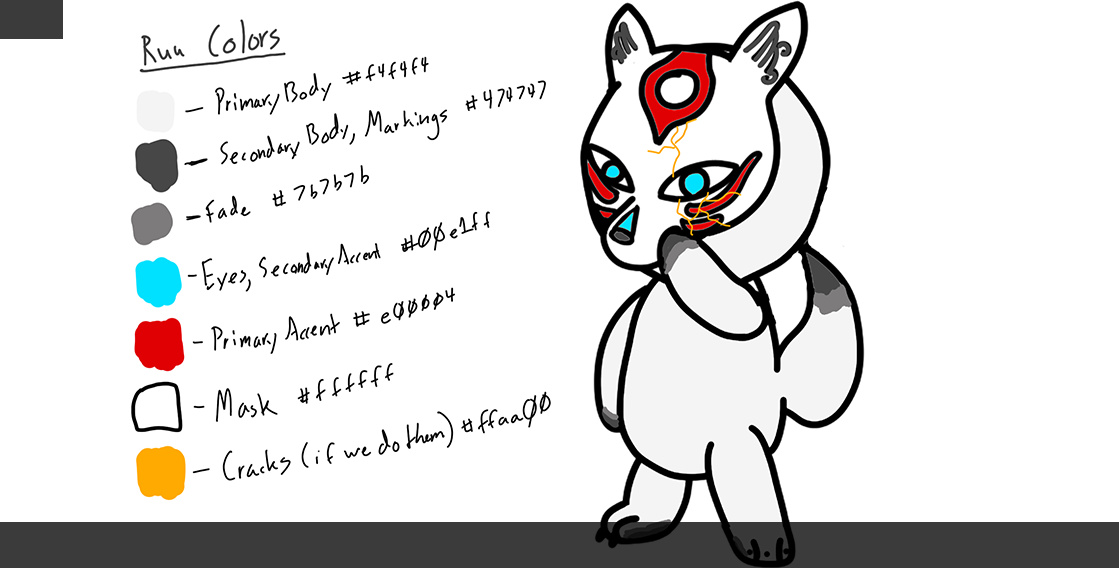 Ruu Colors
– Primary Body #f4f4f4
– Secondary Body, Markings #474747
– Fade #7b7b7b
– Eyes, Secondary Accent #00e1ff
– Primary Accent #e00004
– Mask #ffffff
– Cracks (if we do them) #ffaa00